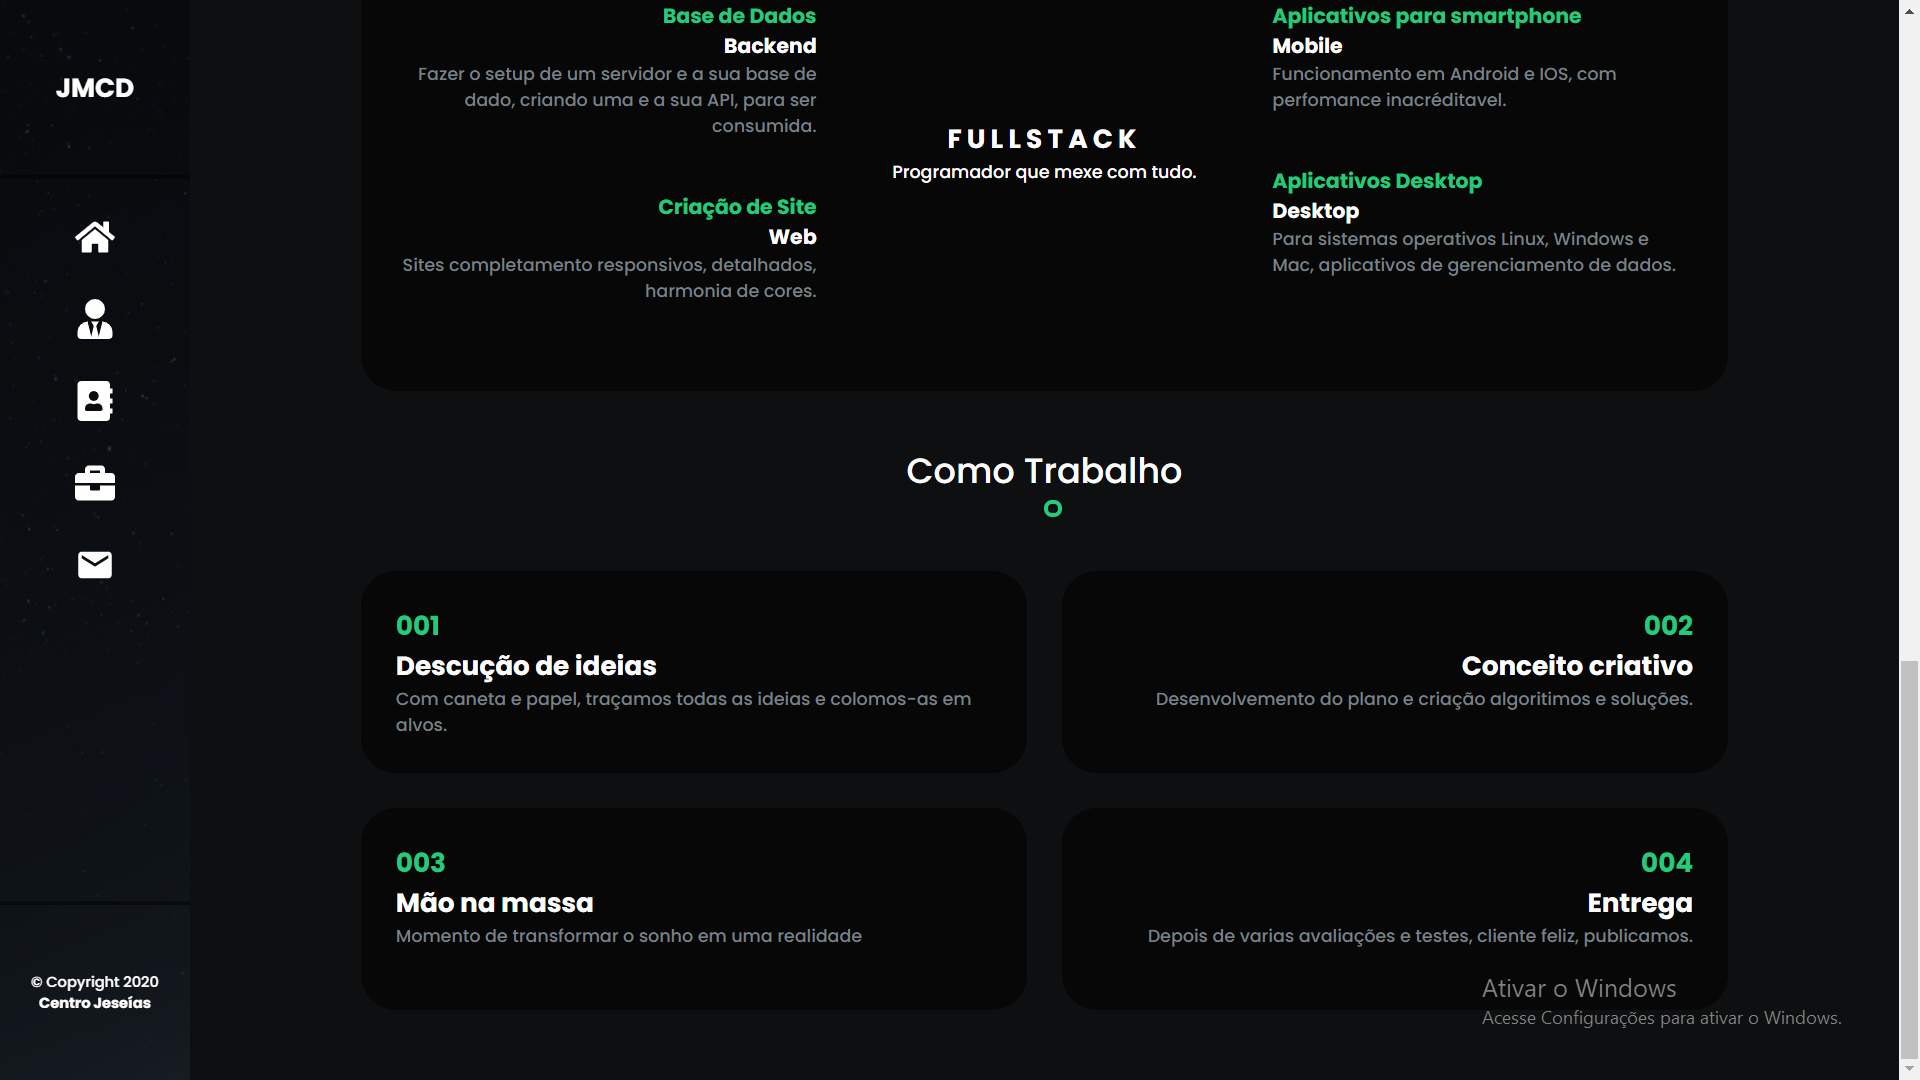 JMCD
Base de Dados
Backend
Fazer o setup de um servidor e a sua base de
dado, criando uma e a sua API, para ser
consumida.
Criação de Site
Web
Sites completamento responsivos, detalhados,
harmonia de cores.
FULLSTACK
Programador que mexe com tudo.
Aplicativos para smartphone
Mobile
Funcionamento em Android e IOS, com
perfomance inacréditavel.
Aplicativos Desktop
Desktop
Para sistemas operativos Linux, Windows e
Mac, aplicativos de gerenciamento de dados.
Como Trabalho
001
Descução de ideias
Com caneta e papel, traçamos todas as ideias e colomos-as em
alvos.
002
Conceito criativo
Desenvolvemento do plano e criação algoritimos e soluções.
003
Mão na massa
Momento de transformar o sonho em uma realidade
004
Entrega
Depois de varias avaliações e testes, cliente feliz, publicamos.
© Copyright 2020
Centro Jeseías
Ativar o Windows
Acesse Configurações para ativar o Windows.